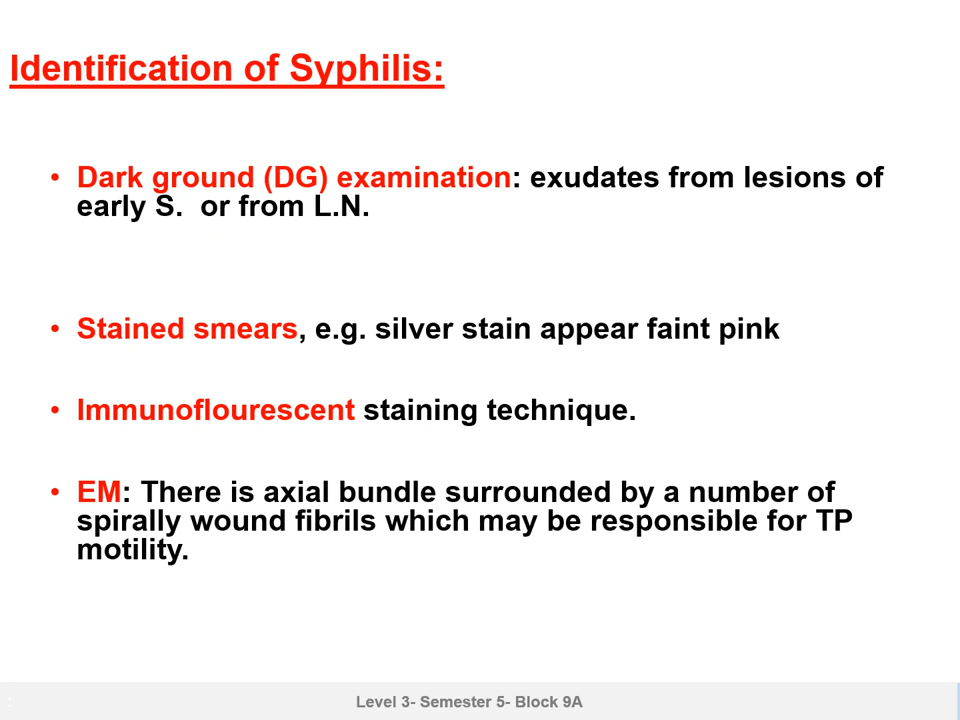 Identification of Syphilis:
• Dark ground (DG) examination: exudates from lesions of
early S. or from L.N.
• Stained smears, e.g. silver stain appear faint pink
• Immunoflourescent staining technique.
• EM: There is axial bundle surrounded by a number of
spirally wound fibrils which may be responsible for TP
motility.
Level 3- Semester 5- Block 9A